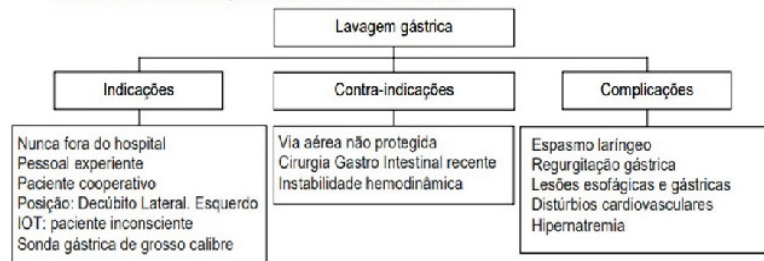 Lavagem gástrica
Indicações
Nunca fora do hospital
Pessoal experiente
Paciente cooperativo
Posição: Decúbito Lateral. Esquerdo
IOT: paciente inconsciente
Sonda gástrica de grosso calibre
Contra-indicações
Via aérea não protegida
Cirurgia Gastro Intestinal recente
Instabilidade hemodinâmica
Complicações
Espasmo laríngeo
Regurgitação gástrica
Lesões esofágicas e gástricas
Distúrbios cardiovasculares
Hipernatremia